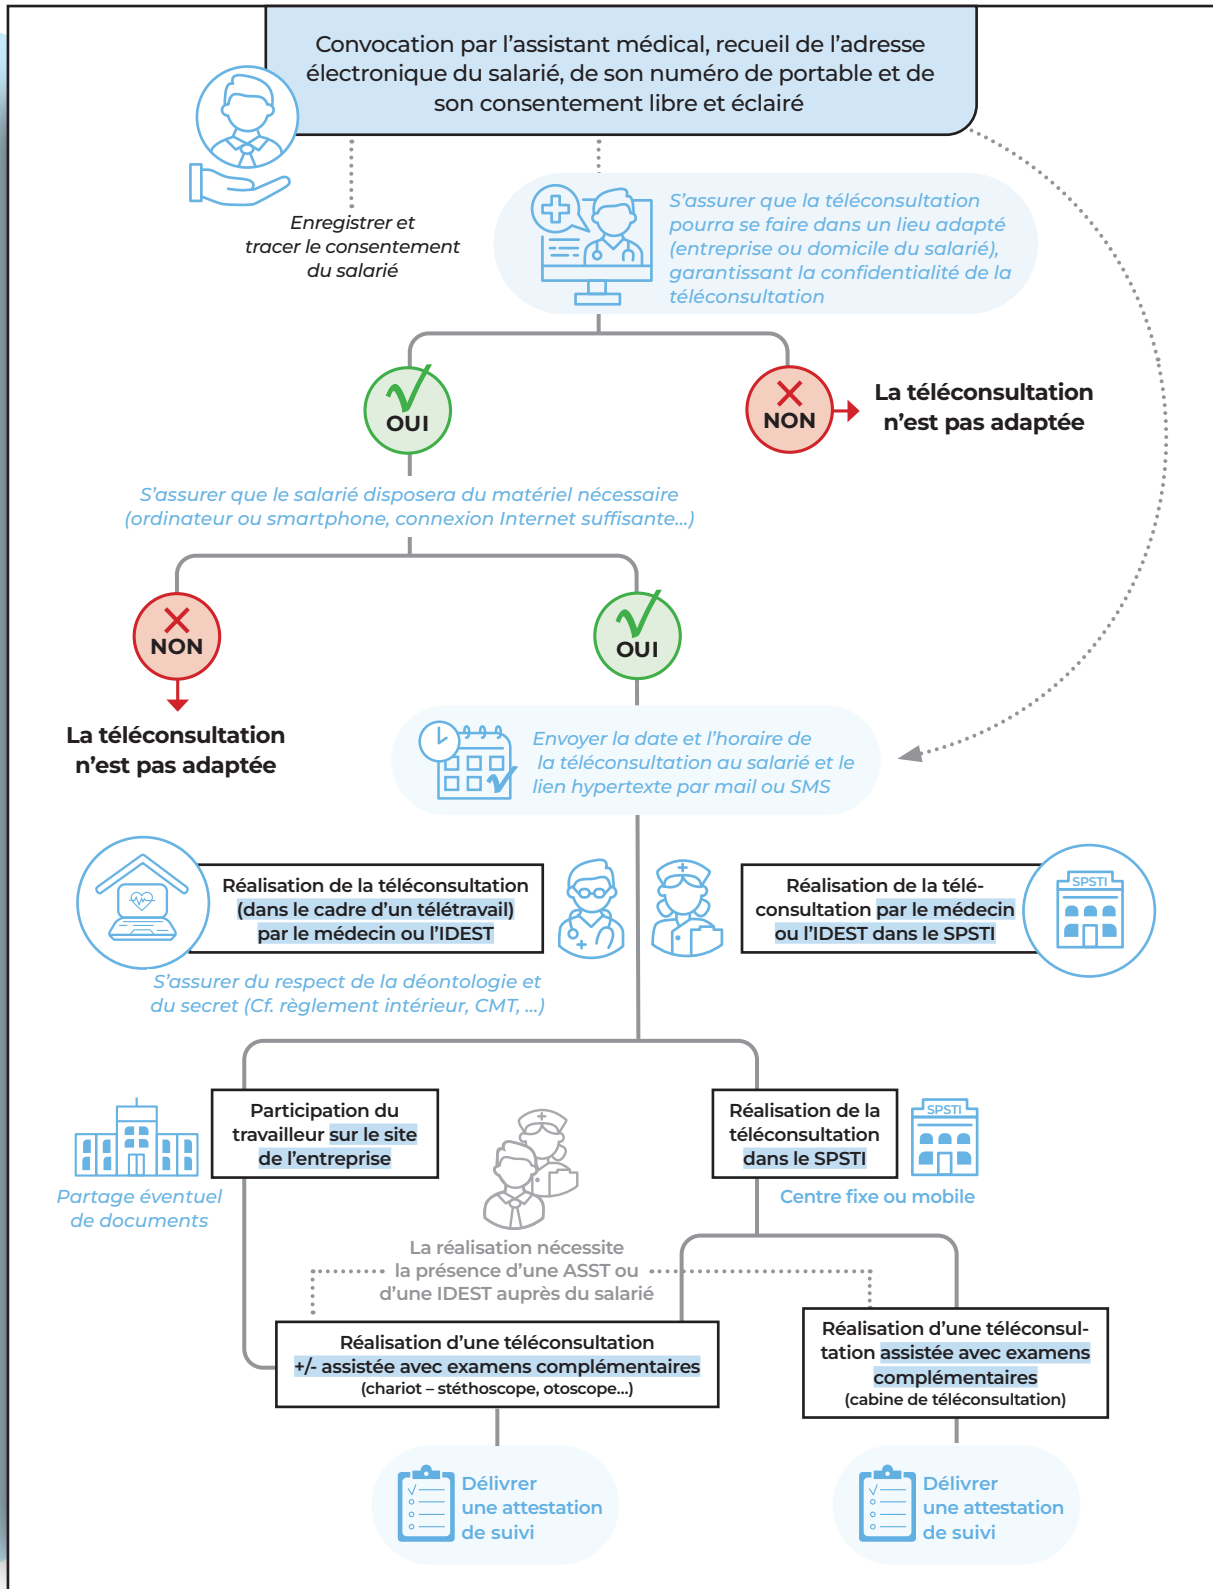 Convocation par l'assistant médical, recueil de l'adresse
électronique du salarié, de son numéro de portable et de
son consentement libre et éclairé
Enregistrer et
tracer le consentement
du salarié
S'assurer que la téléconsultation
pourra se faire dans un lieu adapté
(entreprise ou domicile du salarié),
garantissant la confidentialité de la
téléconsultation
OUI
NON
La téléconsultation
n'est pas adaptée
S'assurer que le salarié disposera du matériel nécessaire
(ordinateur ou smartphone, connexion Internet suffisante...)
NON
OUI
La téléconsultation
n'est pas adaptée
Envoyer la date et l'horaire de
la téléconsultation au salarié et le
lien hypertexte par mail ou SMS
Réalisation de la téléconsultation
(dans le cadre d'un télétravail)
par le médecin ou l'IDEST
Réalisation de la télé-
consultation par le médecin
ou l'IDEST dans le SPSTI
SPSTI
S'assurer du respect de la déontologie et
du secret (Cf. règlement intérieur, CMT, ...)
Participation du
travailleur sur le site
de l'entreprise
Partage éventuel
de documents
Réalisation de la
téléconsultation
dans le SPSTI
SPSTI
Centre fixe ou mobile
La réalisation nécessite
la présence d'une ASST ou
d'une IDEST auprès du salarié
Réalisation d'une téléconsultation
+/- assistée avec examens complémentaires
(chariot – stéthoscope, otoscope...)
Réalisation d'une téléconsul-
tation assistée avec examens
complémentaires
(cabine de téléconsultation)
Délivrer
une attestation
de suivi
Délivrer
une attestation
de suivi